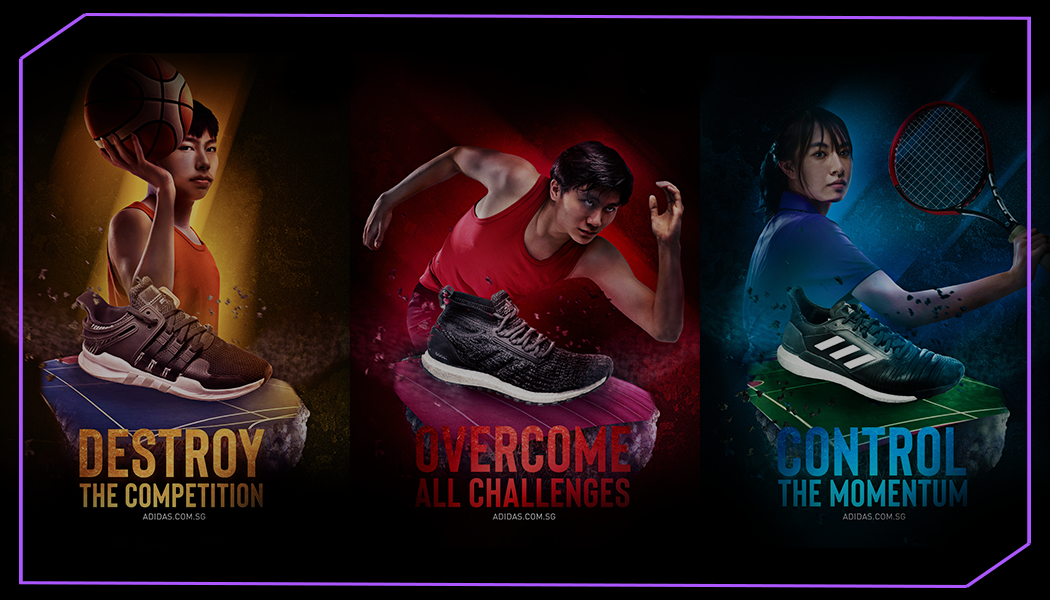 DESTROY
THE COMPETITION
ADIDAS.COM.SG
OVERCOME
ALL CHALLENGES
ADIDAS.COM.SG
CONTROL
THE MOMENTUM
ADIDAS.COM.SG